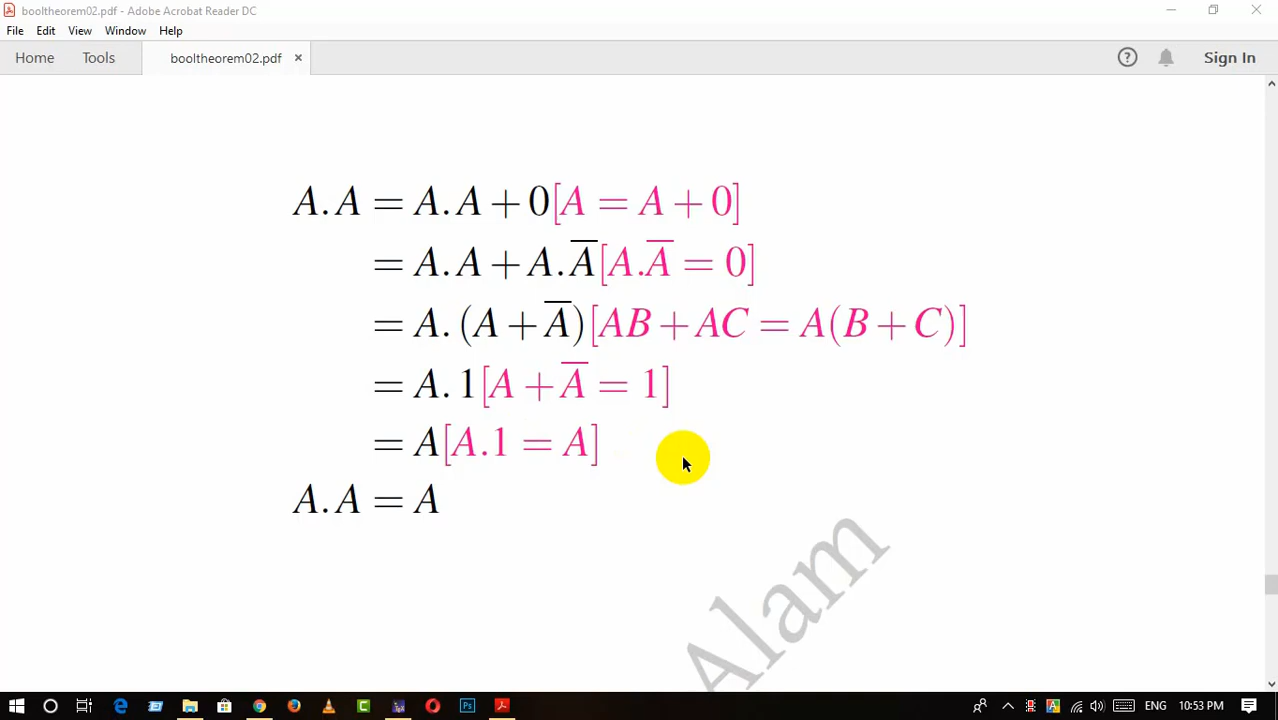 booltheorem02.pdf - Adobe Acrobat Reader DC
File Edit View Window Help
Home Tools booltheorem02.pdf × Sign In
A.A = A.A + 0[A = A + 0]
= A.A + A.A̅[A.A̅ = 0]
= A.(A + A̅)[AB + AC = A(B + C)]
= A.1[A + A̅ = 1]
= A[A.1 = A]
A.A = A
Alam
ENG 10:53 PM